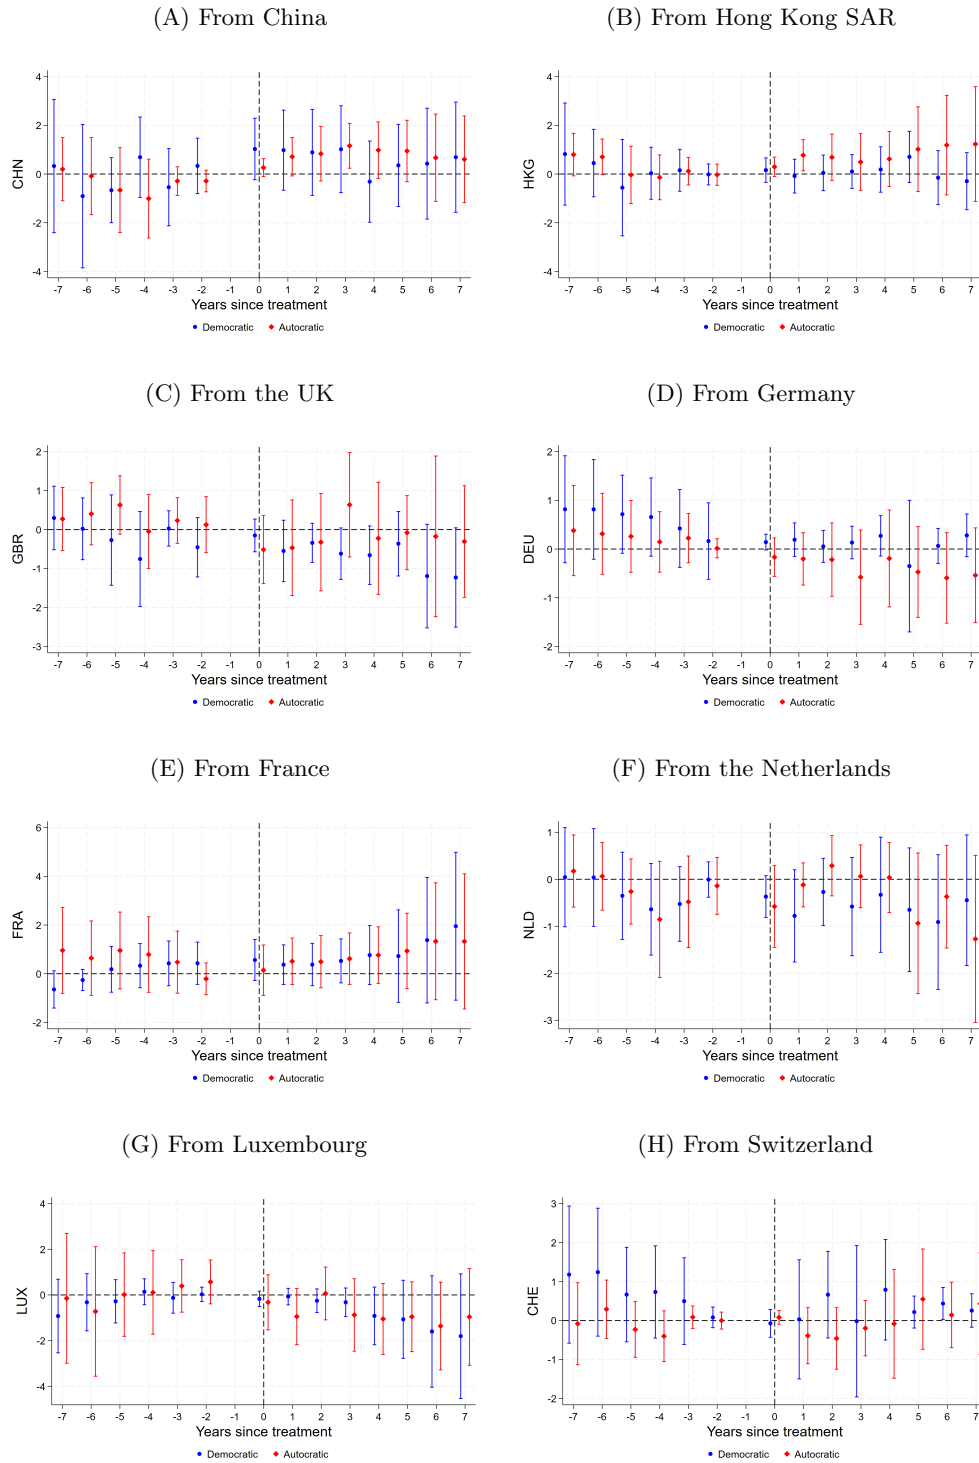 (A) From China
(B) From Hong Kong SAR
4
2
0
-2
-4
CHN
-7 -6 -5 -4 -3 -2 -1 0 1 2 3 4 5 6 7
Years since treatment
Democratic Autocratic
4
2
0
-2
-4
HKG
-7 -6 -5 -4 -3 -2 -1 0 1 2 3 4 5 6 7
Years since treatment
Democratic Autocratic
(C) From the UK
(D) From Germany
2
1
0
-1
-2
-3
GBR
-7 -6 -5 -4 -3 -2 -1 0 1 2 3 4 5 6 7
Years since treatment
Democratic Autocratic
2
1
0
-1
-2
DEU
-7 -6 -5 -4 -3 -2 -1 0 1 2 3 4 5 6 7
Years since treatment
Democratic Autocratic
(E) From France
(F) From the Netherlands
6
4
2
0
-2
FRA
-7 -6 -5 -4 -3 -2 -1 0 1 2 3 4 5 6 7
Years since treatment
Democratic Autocratic
1
0
-1
-2
-3
NLD
-7 -6 -5 -4 -3 -2 -1 0 1 2 3 4 5 6 7
Years since treatment
Democratic Autocratic
(G) From Luxembourg
(H) From Switzerland
4
2
0
-2
-4
LUX
-7 -6 -5 -4 -3 -2 -1 0 1 2 3 4 5 6 7
Years since treatment
Democratic Autocratic
3
2
1
0
-1
-2
CHE
-7 -6 -5 -4 -3 -2 -1 0 1 2 3 4 5 6 7
Years since treatment
Democratic Autocratic